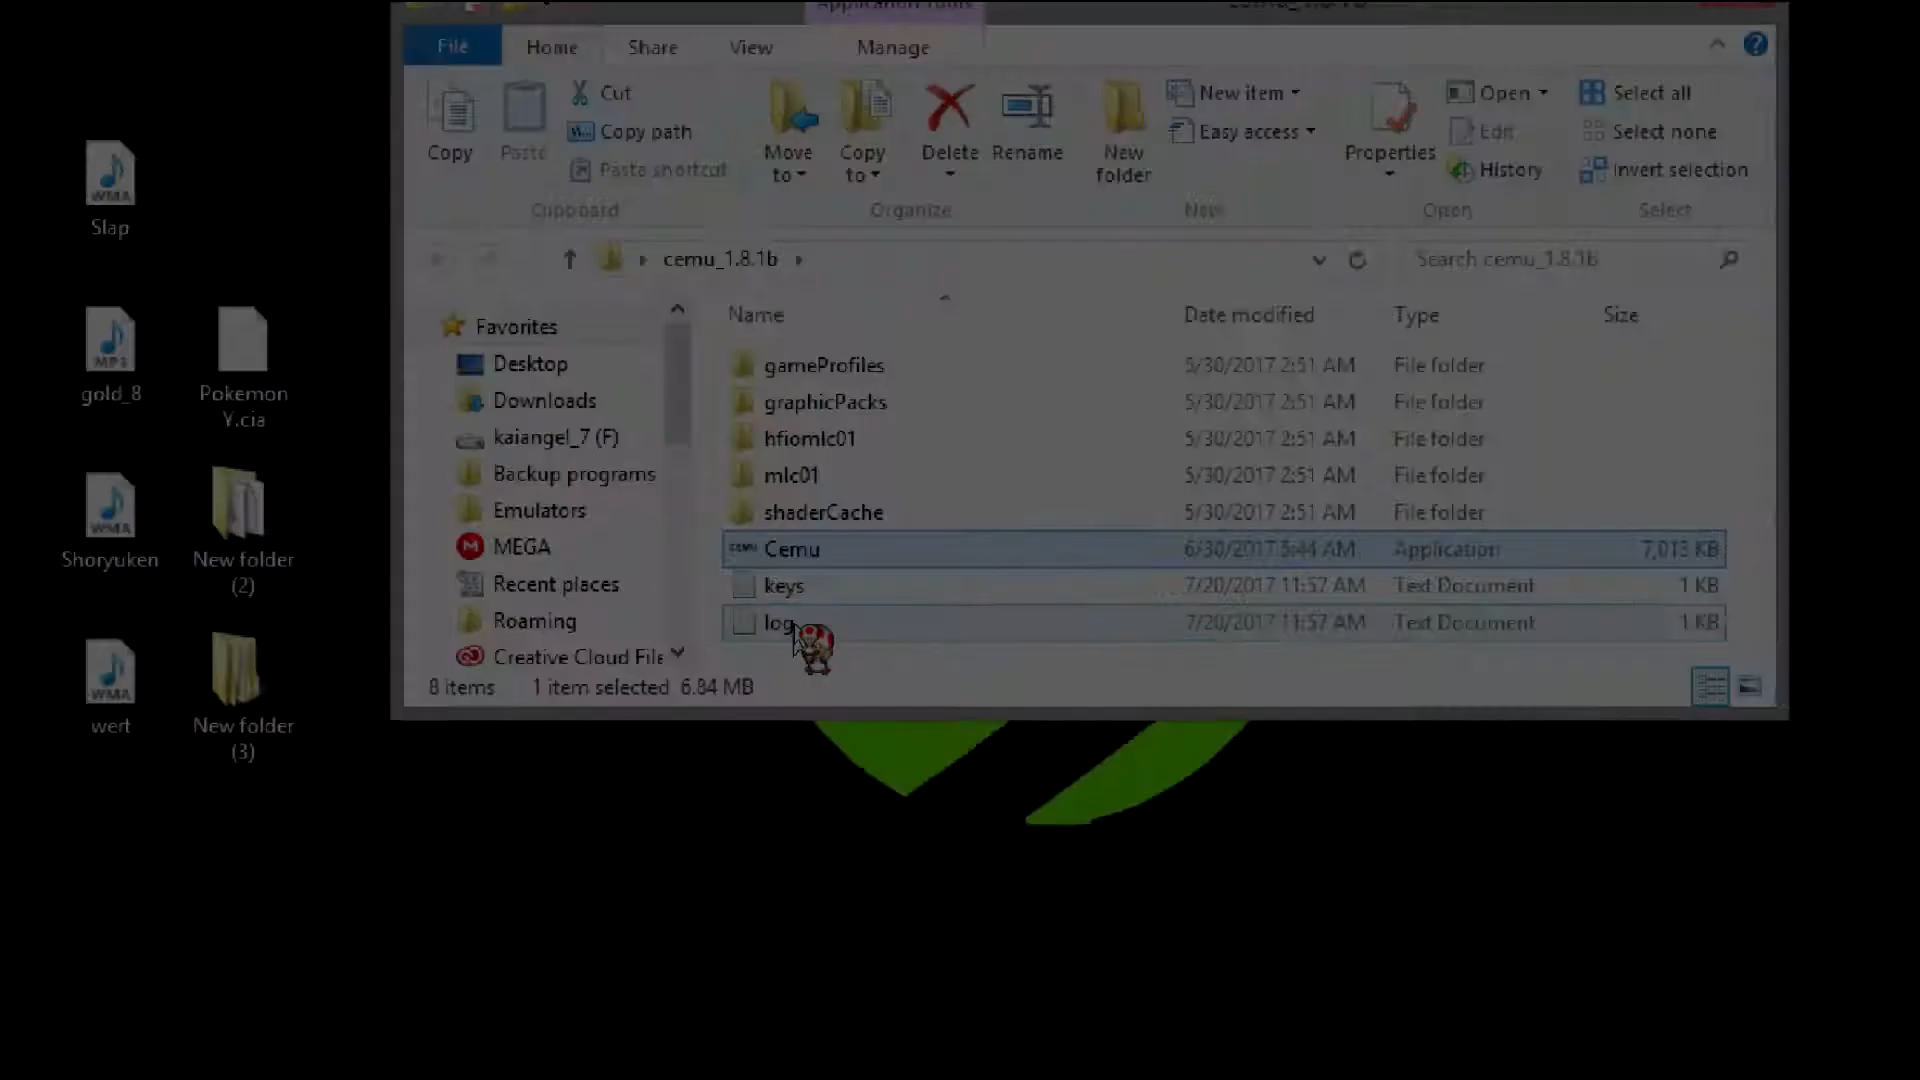 Application Tools
File
Home
Share
View
Manage
Copy
Paste
Cut
Copy path
Paste shortcut
Clipboard
Move to
Copy to
Delete
Rename
Organize
New folder
New item
Easy access
New
Properties
Open
Edit
History
Open
Select all
Select none
Invert selection
Select
cemu_1.8.1b
Search cemu_1.8.1b
Favorites
Desktop
Downloads
kaiangel_7 (F)
Backup programs
Emulators
MEGA
Recent places
Roaming
Creative Cloud File
Name Date modified Type Size
gameProfiles 5/30/2017 2:51 AM File folder
graphicPacks 5/30/2017 2:51 AM File folder
hfiomlc01 5/30/2017 2:51 AM File folder
mlc01 5/30/2017 2:51 AM File folder
shaderCache 5/30/2017 2:51 AM File folder
CEMU Cemu 6/30/2017 5:44 AM Application 7,013 KB
keys 7/20/2017 11:57 AM Text Document 1 KB
log 7/20/2017 11:57 AM Text Document 1 KB
8 items 1 item selected 6.84 MB
WMA
Slap
MP3
gold_8
Pokemon
Y.cia
WMA
Shoryuken
New folder
(2)
WMA
wert
New folder
(3)